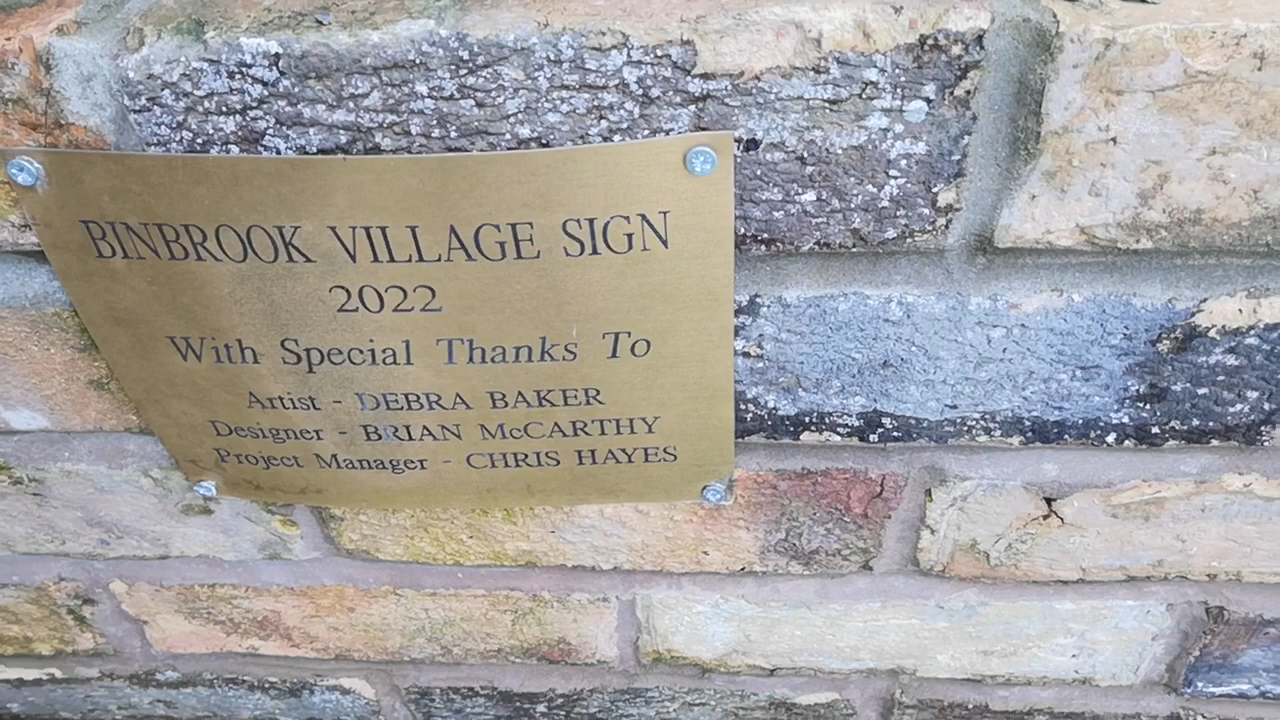 BINBROOK VILLAGE SIGN
2022
With Special Thanks To
Artist - DEBRA BAKER
Designer - BRIAN McCARTHY
Project Manager - CHRIS HAYES